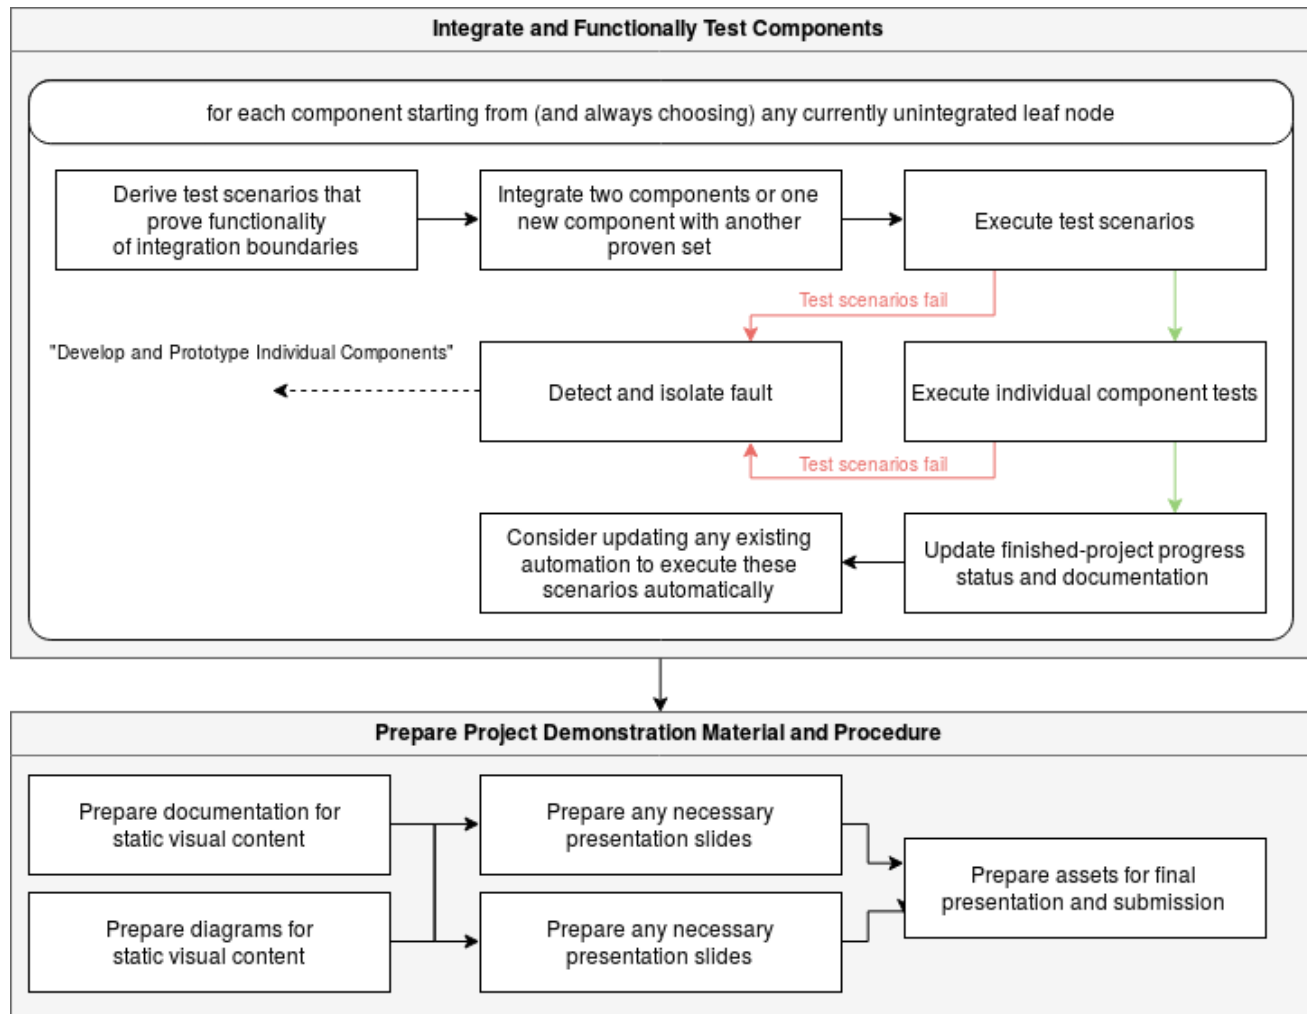 Integrate and Functionally Test Components
for each component starting from (and always choosing) any currently unintegrated leaf node
Derive test scenarios that
prove functionality
of integration boundaries
Integrate two components or one
new component with another
proven set
Execute test scenarios
Test scenarios fail
"Develop and Prototype Individual Components"
Detect and isolate fault
Execute individual component tests
Test scenarios fail
Consider updating any existing
automation to execute these
scenarios automatically
Update finished-project progress
status and documentation
Prepare Project Demonstration Material and Procedure
Prepare documentation for
static visual content
Prepare any necessary
presentation slides
Prepare assets for final
presentation and submission
Prepare diagrams for
static visual content
Prepare any necessary
presentation slides